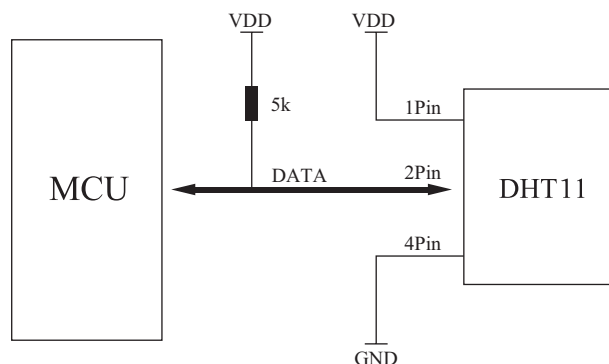 VDD
VDD
5k
1Pin
MCU
DATA
2Pin
DHT11
4Pin
GND